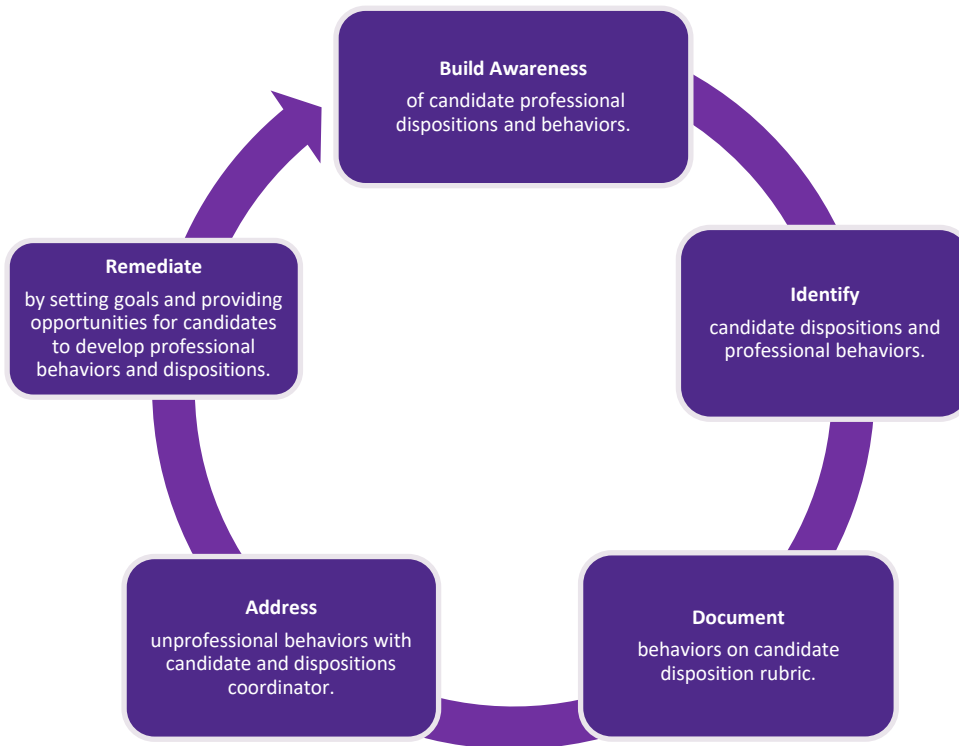 Build Awareness
of candidate professional
dispositions and behaviors.
Identify
candidate dispositions and
professional behaviors.
Document
behaviors on candidate
disposition rubric.
Address
unprofessional behaviors with
candidate and dispositions
coordinator.
Remediate
by setting goals and providing
opportunities for candidates
to develop professional
behaviors and dispositions.